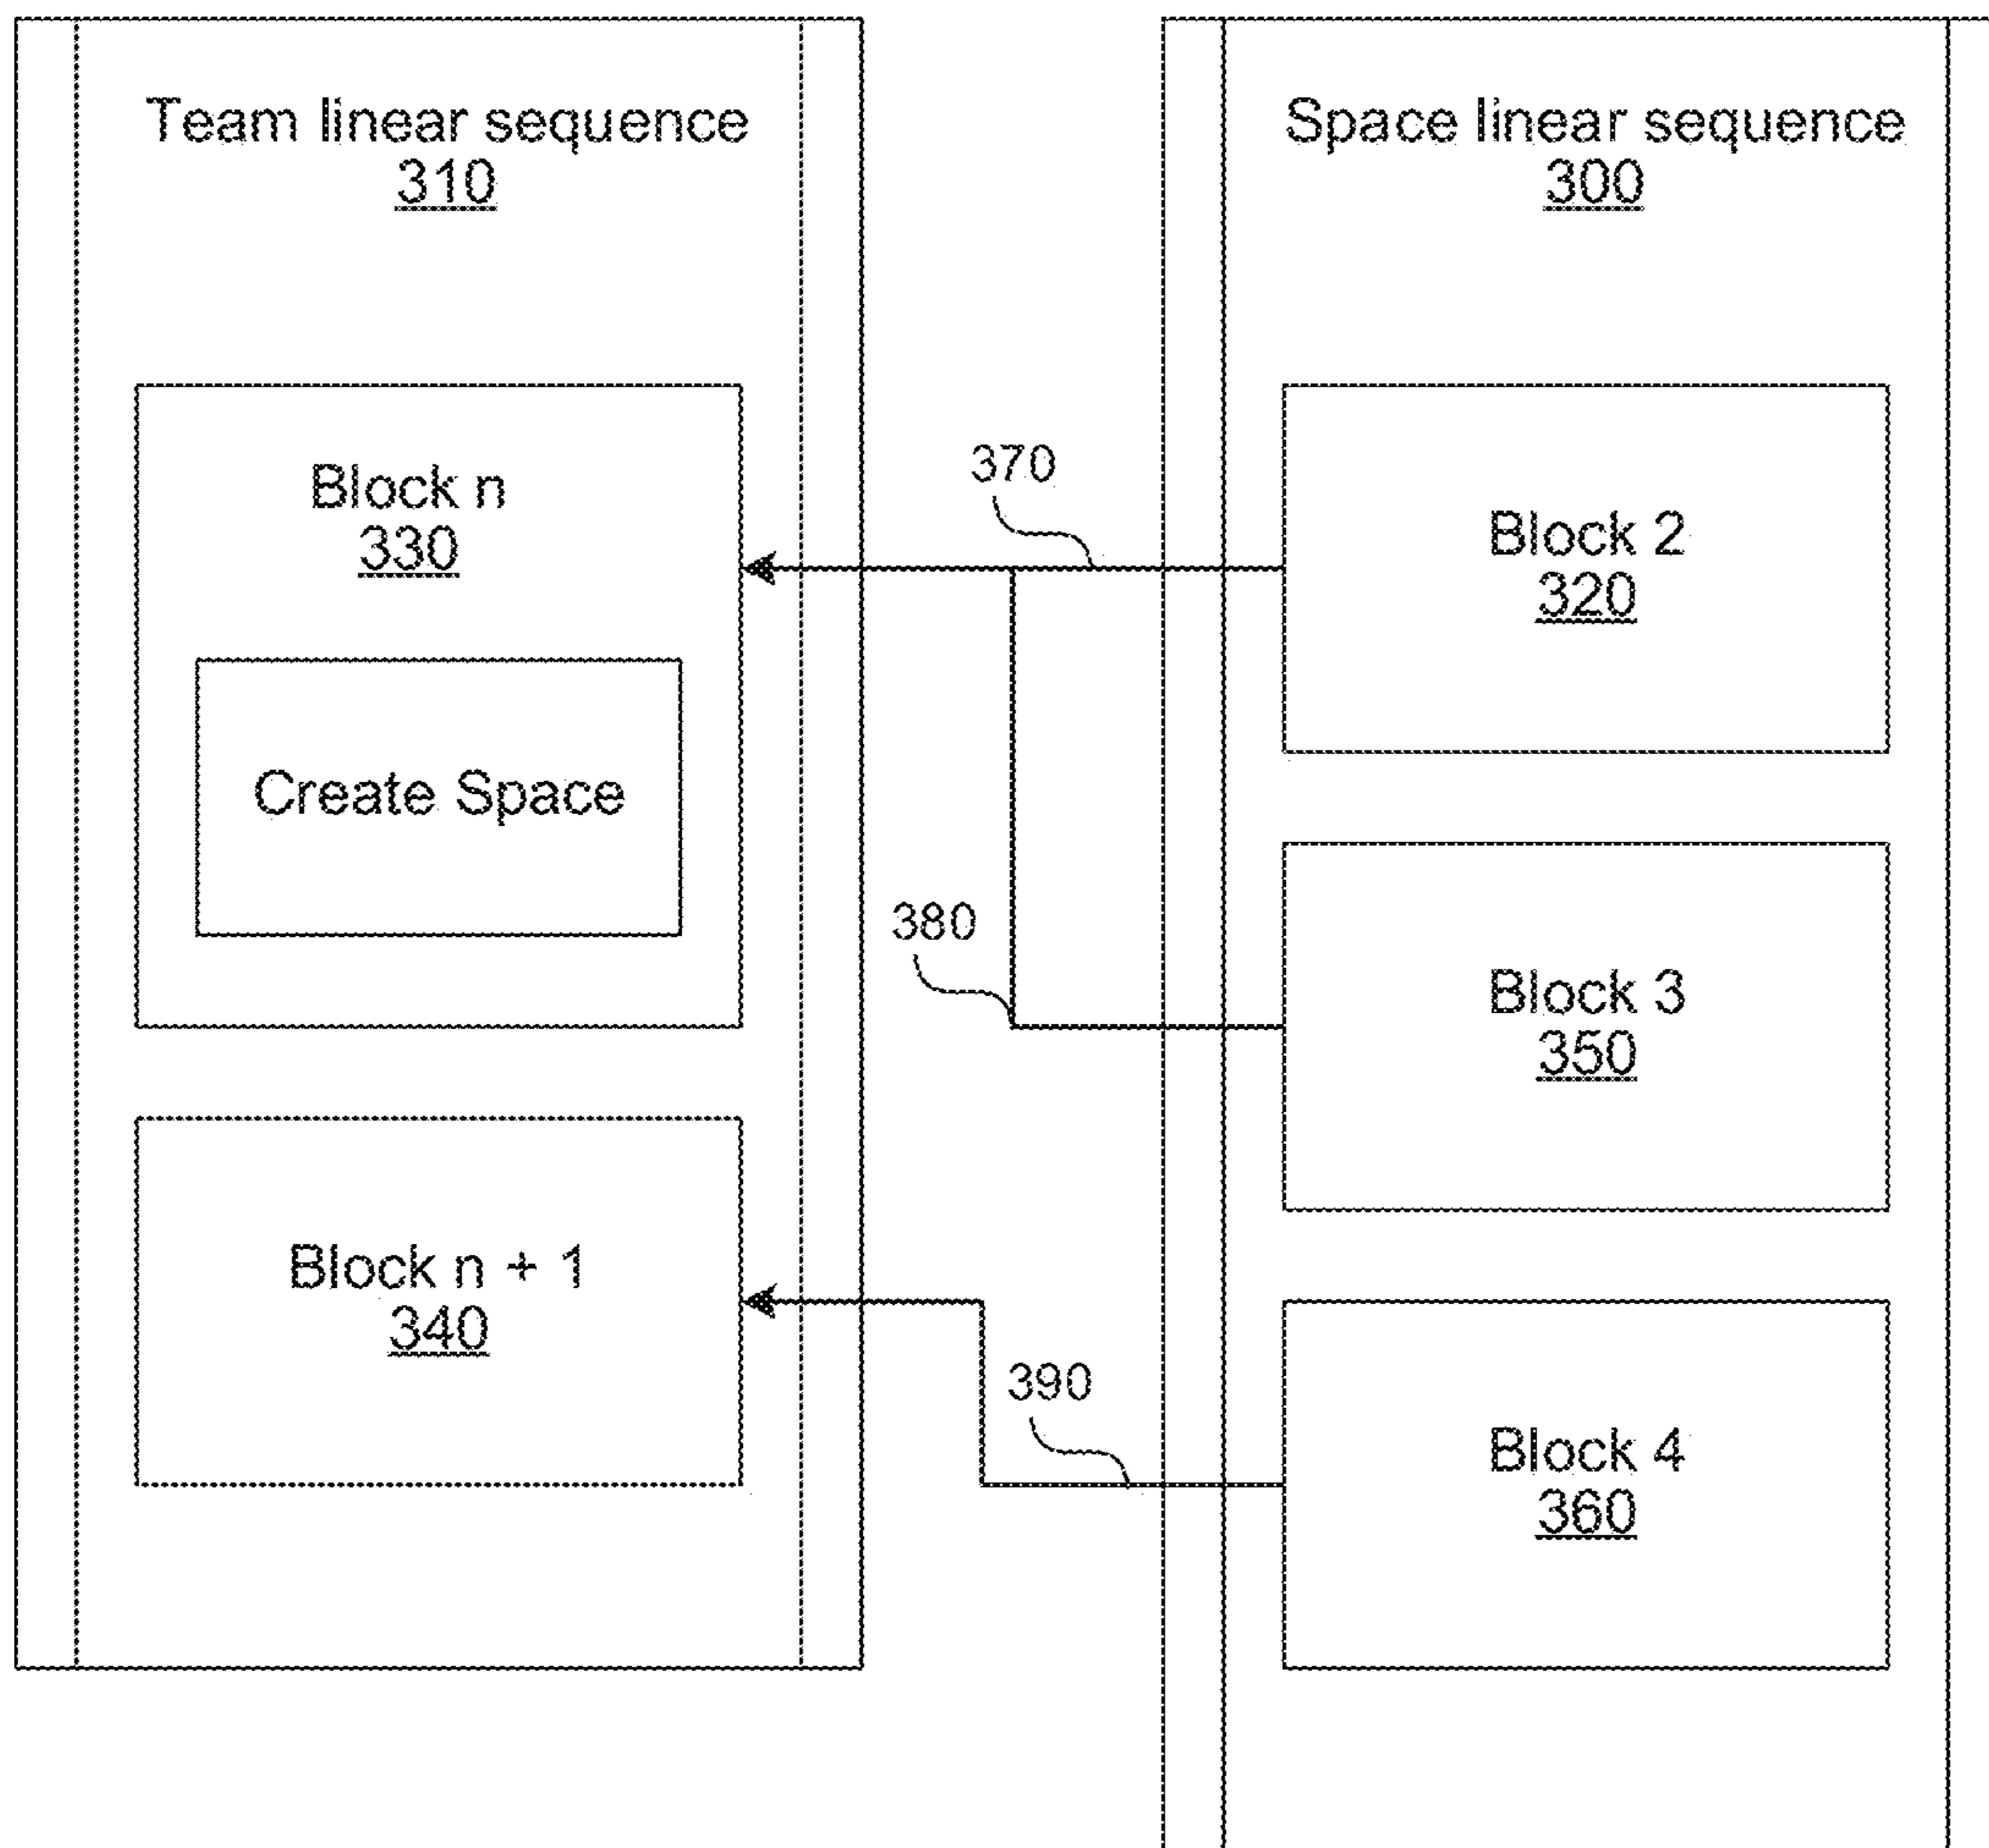 Team linear sequence
310
Block n
330
Create Space
Block n + 1
340
370
380
390
Space linear sequence
300
Block 2
320
Block 3
350
Block 4
360